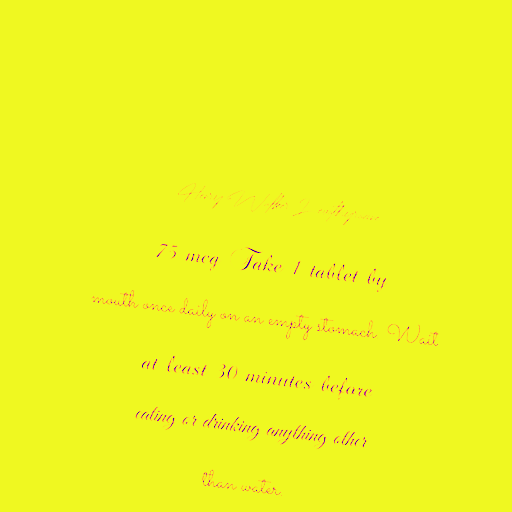 75 mcg Take 1 tablet by
mouth once daily on an empty stomach Wait
at least 30 minutes before
eating or drinking anything other
than water.